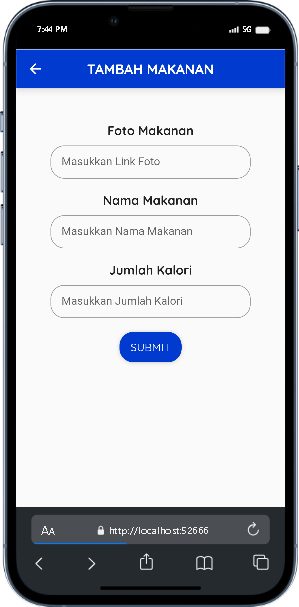 7:44 PM 5G
TAMBAH MAKANAN
Foto Makanan
Masukkan Link Foto
Nama Makanan
Masukkan Nama Makanan
Jumlah Kalori
Masukkan Jumlah Kalori
SUBMIT
AA http://localhost:52666